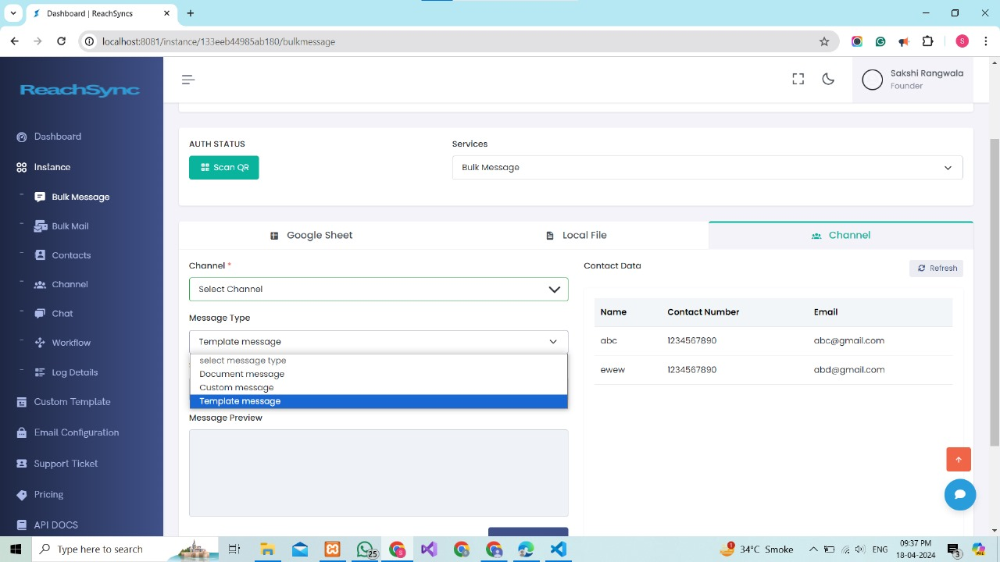 Dashboard | ReachSyncs
localhost:8081/instance/133eeb44985ab180/bulkmessage
S
ReachSync
Sakshi Rangwala
Founder
Dashboard
Instance
Bulk Message
Bulk Mail
Contacts
Channel
Chat
Workflow
Log Details
Custom Template
Email Configuration
Support Ticket
Pricing
API DOCS
AUTH STATUS
Scan QR
Services
Bulk Message
Google Sheet
Local File
Channel
Channel *
Select Channel
Message Type
Template message
select message type
Document message
Custom message
Template message
Message Preview
Contact Data
Refresh
Name Contact Number Email
abc 1234567890 abc@gmail.com
ewew 1234567890 abd@gmail.com
Type here to search
25
34°C Smoke
ENG
09:37 PM
18-04-2024
3